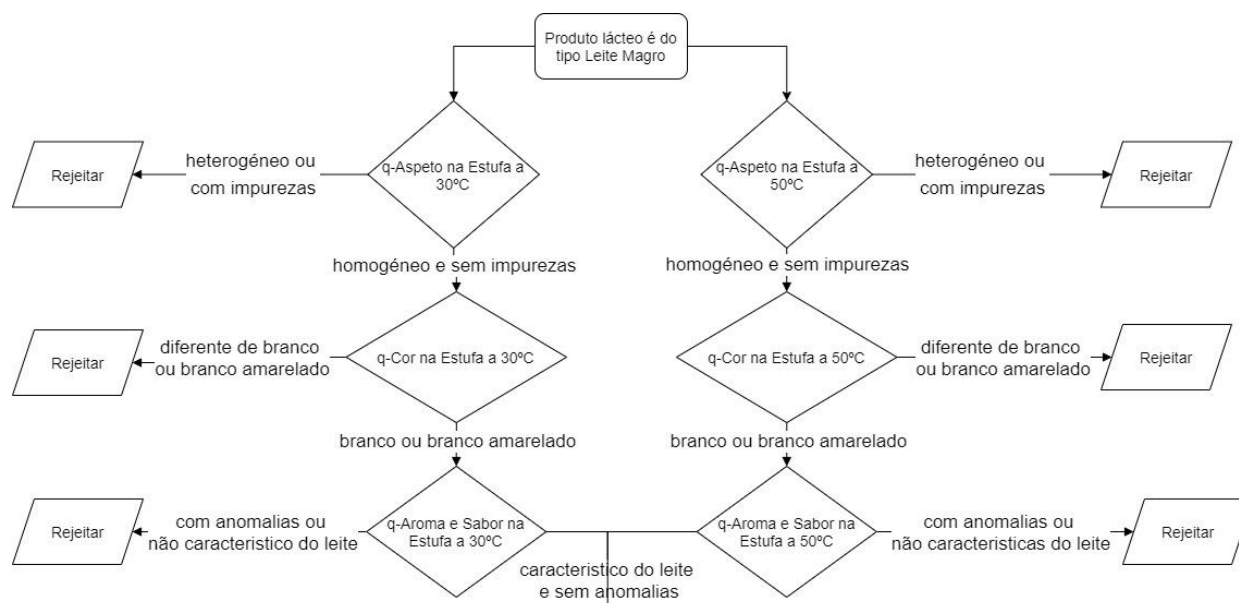 Produto lácteo é do
tipo Leite Magro
Rejeitar
heterogéneo ou
com impurezas
q-Aspeto na Estufa a
30ºC
q-Aspeto na Estufa a
50ºC
heterogéneo ou
com impurezas
Rejeitar
homogéneo e sem impurezas
homogéneo e sem impurezas
Rejeitar
diferente de branco
ou branco amarelado
q-Cor na Estufa a 30ºC
q-Cor na Estufa a 50ºC
diferente de branco
ou branco amarelado
Rejeitar
branco ou branco amarelado
branco ou branco amarelado
Rejeitar
com anomalias ou
não caracteristico do leite
q-Aroma e Sabor na
Estufa a 30ºC
q-Aroma e Sabor na
Estufa a 50ºC
com anomalias ou
não caracteristicas do leite
Rejeitar
caracteristico do leite
e sem anomalias